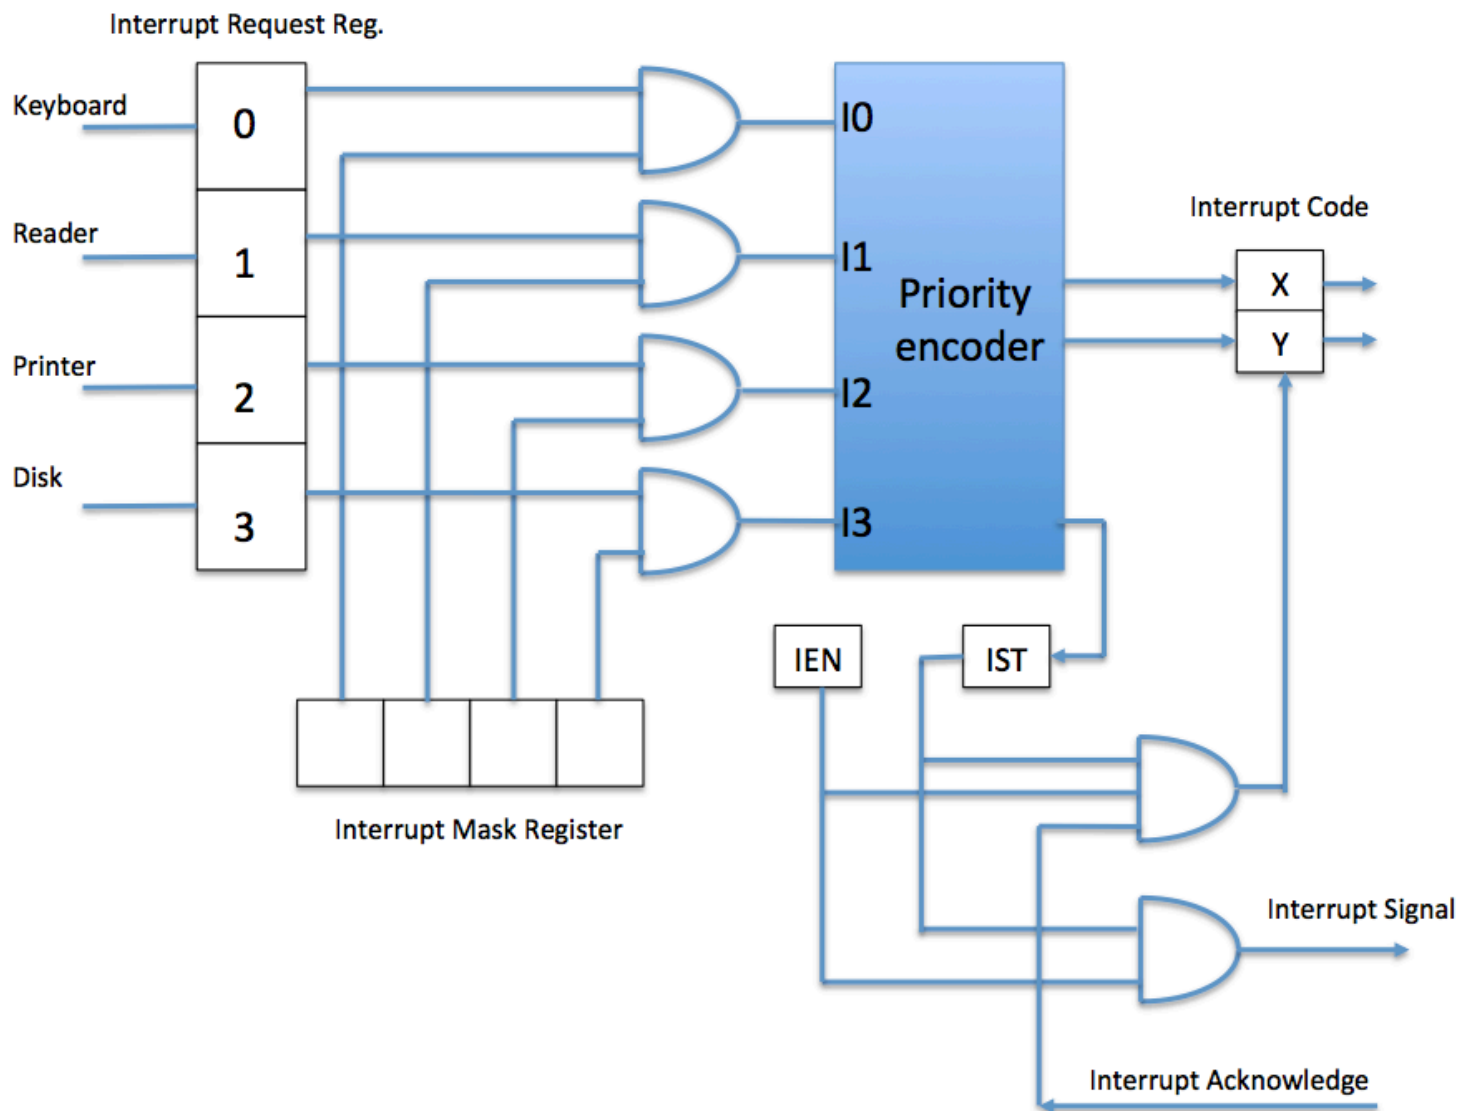 Interrupt Request Reg.
Keyboard
0
I0
Reader
1
I1
Interrupt Code
X
Priority
encoder
Y
Printer
2
I2
Disk
3
I3
IEN
IST
Interrupt Mask Register
Interrupt Signal
Interrupt Acknowledge